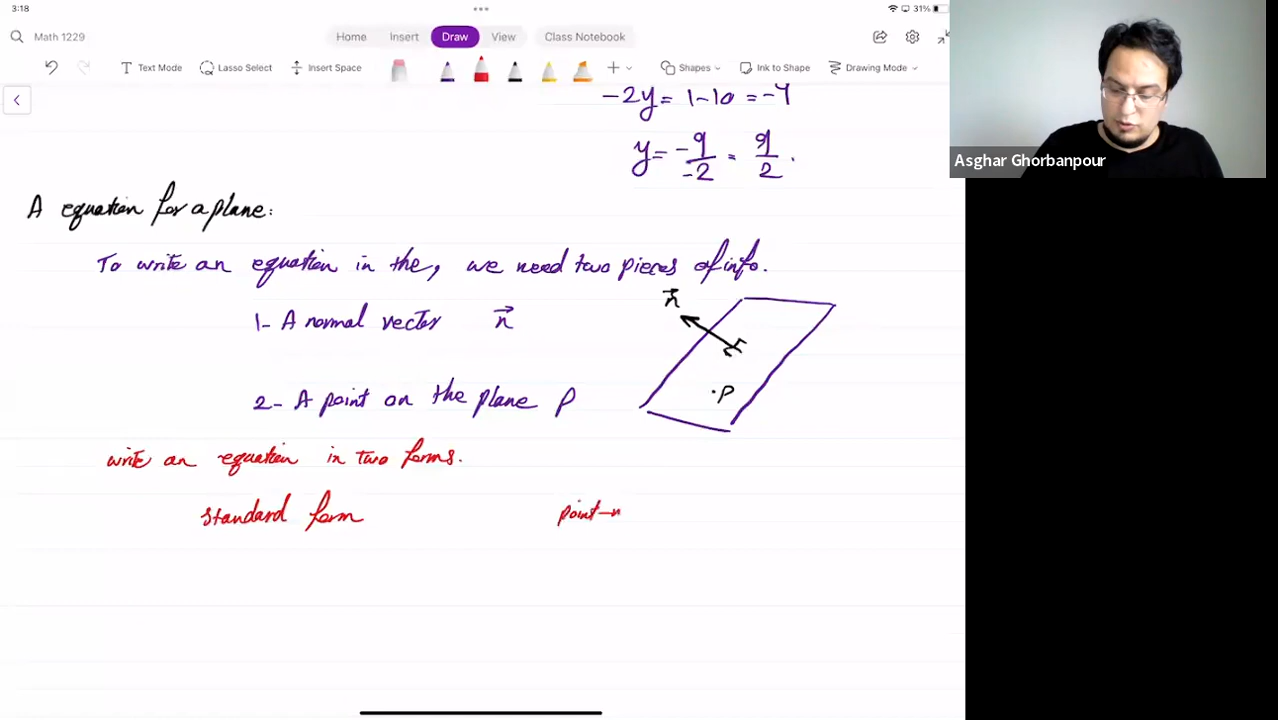 3:18
31%
Math 1229
Home Insert Draw View Class Notebook
Text Mode Lasso Select Insert Space Shapes Ink to Shape Drawing Mode
-2y = 1-10 = -9
y = -9/-2 = 9/2.
Asghar Ghorbanpour
A equation for a plane:
To write an equation in the, we need two pieces of info.
1- A normal vector n⃗
n⃗
2- A point on the plane P
·P
write an equation in two forms.
standard form point-n